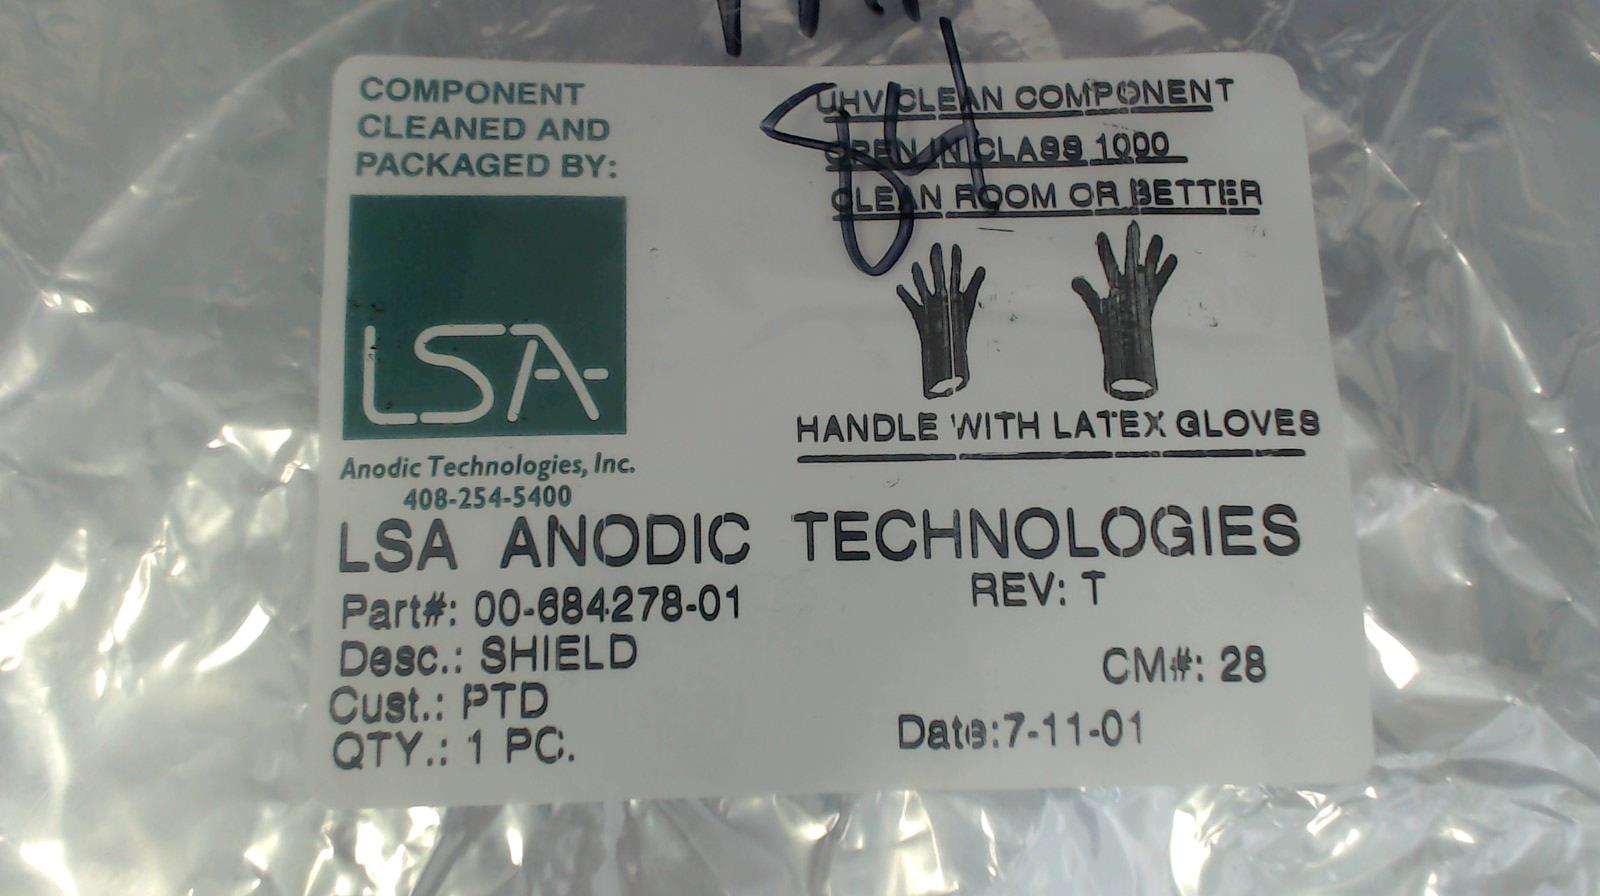 COMPONENT
CLEANED AND
PACKAGED BY:
LSA
Anodic Technologies, Inc.
408-254-5400
UHV CLEAN COMPONENT
OPEN IN CLASS 1000
CLEAN ROOM OR BETTER
84
HANDLE WITH LATEX GLOVES
LSA ANODIC TECHNOLOGIES
Part#: 00-684278-01
REV: T
Desc.: SHIELD
CM#: 28
Cust.: PTD
QTY.: 1 PC.
Date:7-11-01